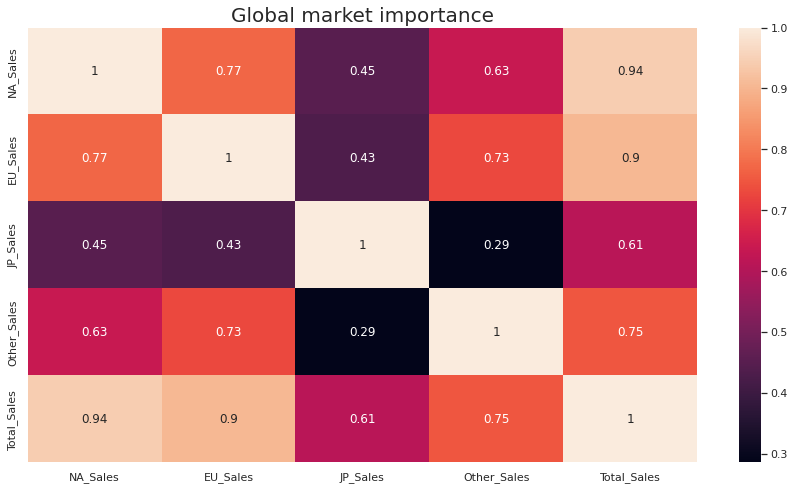 Global market importance
NA_Sales 1 0.77 0.45 0.63 0.94
EU_Sales 0.77 1 0.43 0.73 0.9
JP_Sales 0.45 0.43 1 0.29 0.61
Other_Sales 0.63 0.73 0.29 1 0.75
Total_Sales 0.94 0.9 0.61 0.75 1
NA_Sales EU_Sales JP_Sales Other_Sales Total_Sales
1.0
0.9
0.8
0.7
0.6
0.5
0.4
0.3